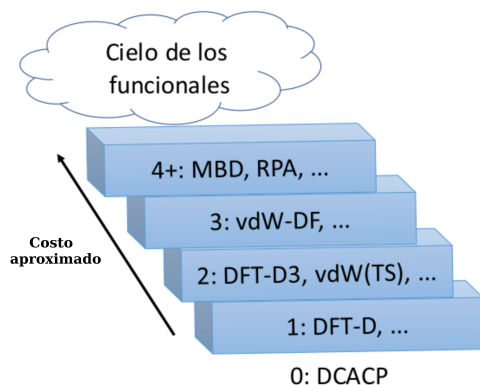 Cielo de los
funcionales
4+: MBD, RPA, ...
3: vdW-DF, ...
Costo
aproximado
2: DFT-D3, vdW(TS), ...
1: DFT-D, ...
0: DCACP